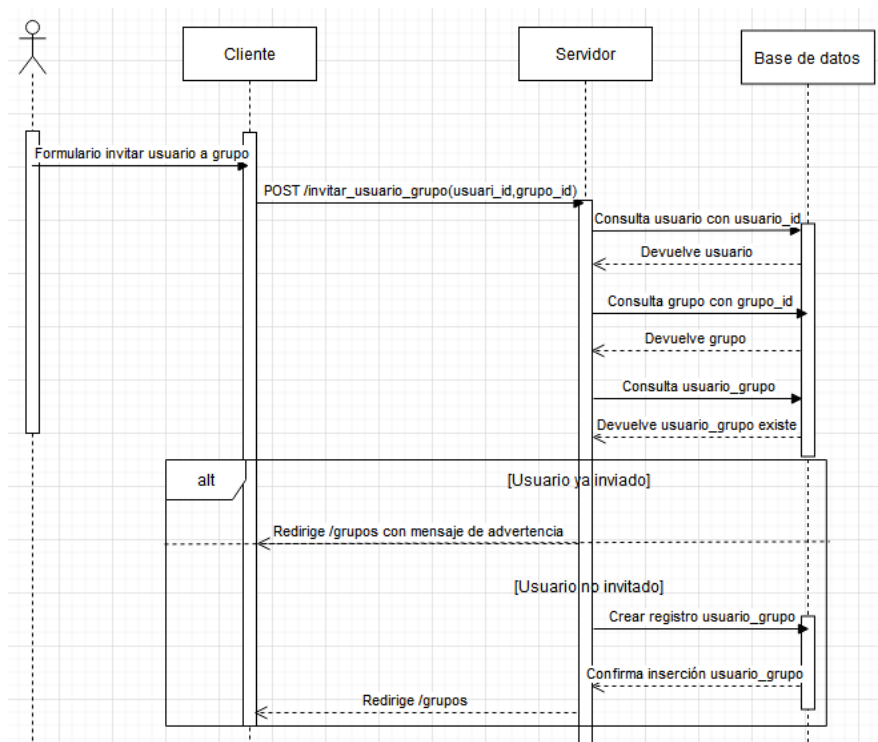 Cliente
Servidor
Base de datos
Formulario invitar usuario a grupo
POST /invitar_usuario_grupo(usuari_id,grupo_id)
Consulta usuario con usuario_id
Devuelve usuario
Consulta grupo con grupo_id
Devuelve grupo
Consulta usuario_grupo
Devuelve usuario_grupo existe
alt
[Usuario ya inviado]
Redirige /grupos con mensaje de advertencia
[Usuario no invitado]
Crear registro usuario_grupo
Confirma inserción usuario_grupo
Redirige /grupos